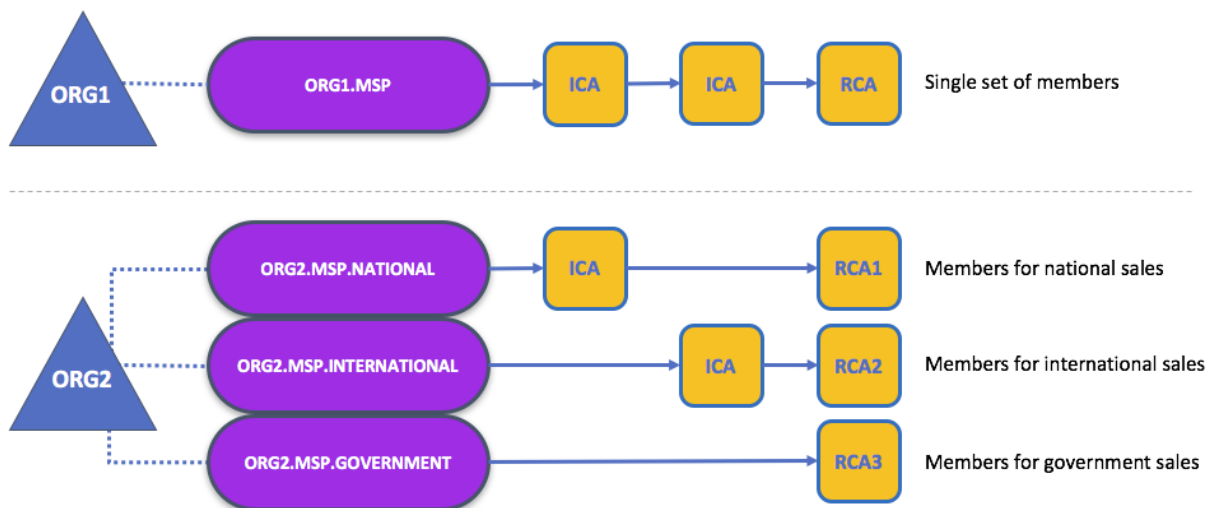 ORG1
ORG1.MSP
ICA
ICA
RCA
Single set of members
ORG2.MSP.NATIONAL
ICA
RCA1
Members for national sales
ORG2
ORG2.MSP.INTERNATIONAL
ICA
RCA2
Members for international sales
ORG2.MSP.GOVERNMENT
RCA3
Members for government sales